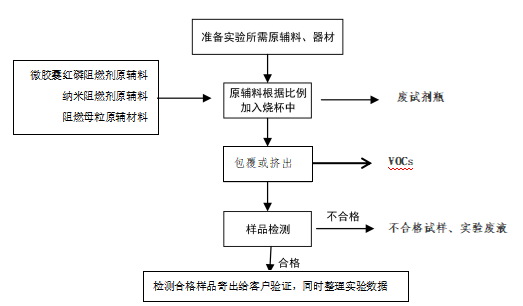 准备实验所需原辅料、器材
微胶囊红磷阻燃剂原辅料
纳米阻燃剂原辅料
阻燃母粒原辅材料
原辅料根据比例
加入烧杯中
废试剂瓶
包覆或挤出
VOCs
样品检测
不合格
不合格试样、实验废液
合格
检测合格样品寄出给客户验证，同时整理实验数据